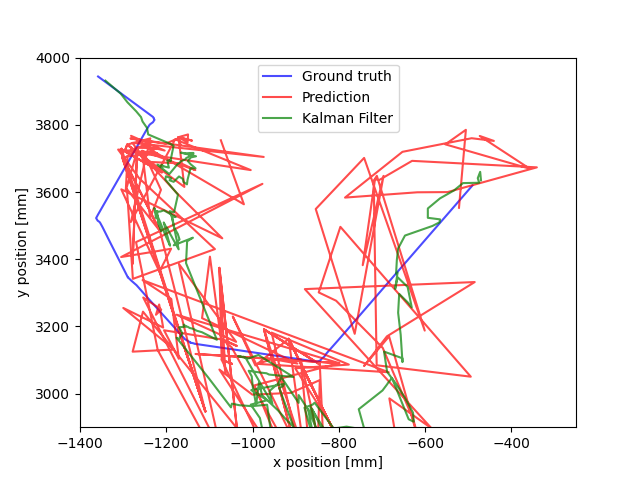 Ground truth
Prediction
Kalman Filter
y position [mm]
4000
3800
3600
3400
3200
3000
−1400
−1200
−1000
−800
−600
−400
x position [mm]